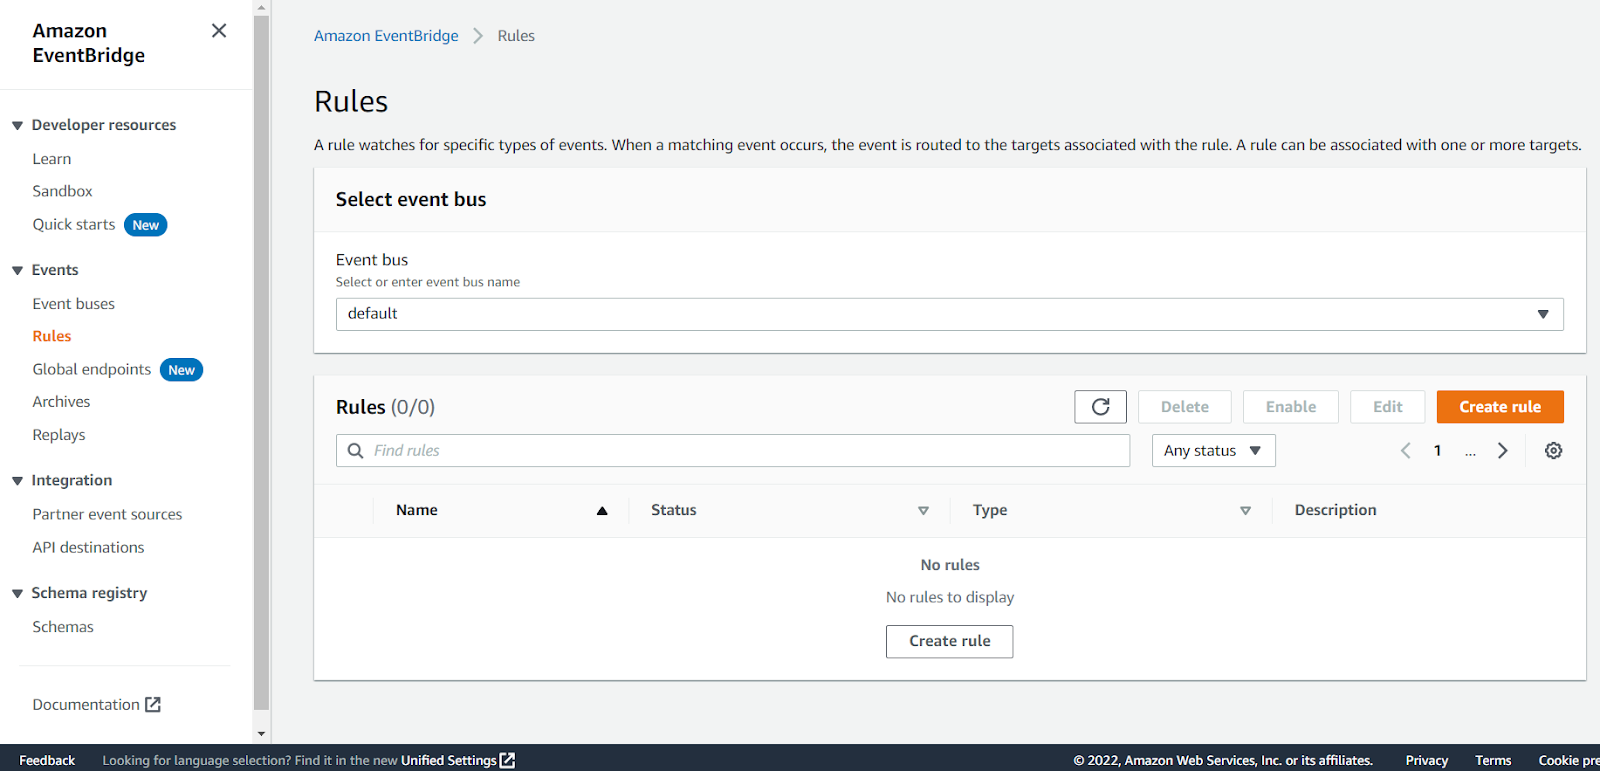 Amazon
EventBridge
Developer resources
Learn
Sandbox
Quick starts New
Events
Event buses
Rules
Global endpoints New
Archives
Replays
Integration
Partner event sources
API destinations
Schema registry
Schemas
Documentation
Amazon EventBridge Rules
Rules
A rule watches for specific types of events. When a matching event occurs, the event is routed to the targets associated with the rule. A rule can be associated with one or more targets.
Select event bus
Event bus
Select or enter event bus name
default
Rules (0/0) Delete Enable Edit Create rule
Find rules Any status 1 ...
Name Status Type Description
No rules
No rules to display
Create rule
Feedback Looking for language selection? Find it in the new Unified Settings © 2022, Amazon Web Services, Inc. or its affiliates. Privacy Terms Cookie pre